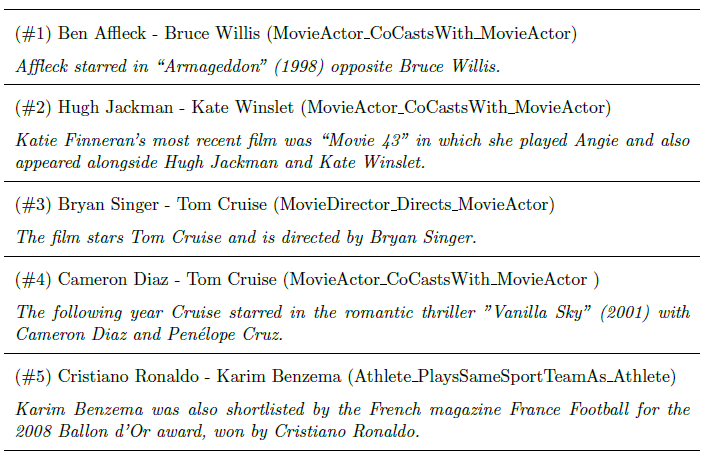 (#1) Ben Affleck - Bruce Willis (MovieActor_CoCastsWith_MovieActor)
Affleck starred in “Armageddon” (1998) opposite Bruce Willis.
(#2) Hugh Jackman - Kate Winslet (MovieActor_CoCastsWith_MovieActor)
Katie Finneran’s most recent film was “Movie 43” in which she played Angie and also
appeared alongside Hugh Jackman and Kate Winslet.
(#3) Bryan Singer - Tom Cruise (MovieDirector_Directs_MovieActor)
The film stars Tom Cruise and is directed by Bryan Singer.
(#4) Cameron Diaz - Tom Cruise (MovieActor_CoCastsWith_MovieActor )
The following year Cruise starred in the romantic thriller ”Vanilla Sky” (2001) with
Cameron Diaz and Penélope Cruz.
(#5) Cristiano Ronaldo - Karim Benzema (Athlete_PlaysSameSportTeamAs_Athlete)
Karim Benzema was also shortlisted by the French magazine France Football for the
2008 Ballon d’Or award, won by Cristiano Ronaldo.